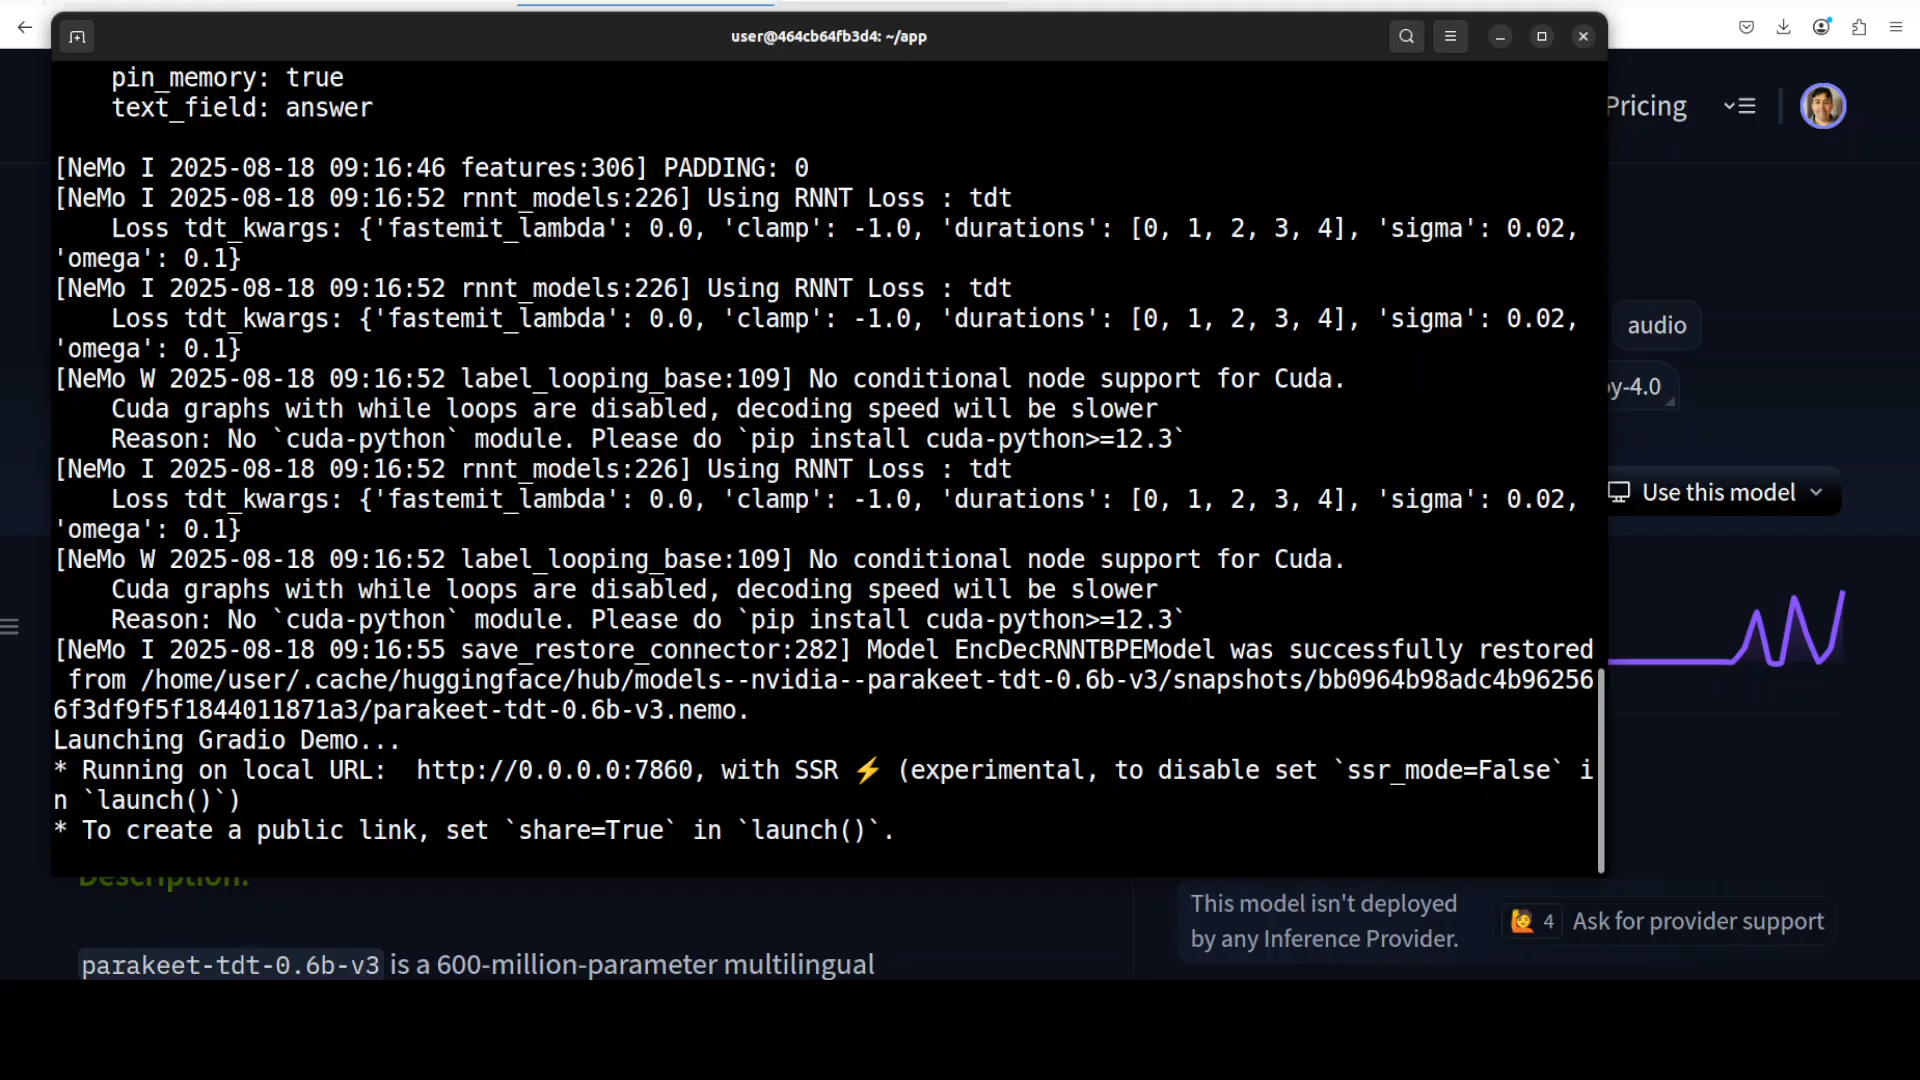 user@464cb64fb3d4: ~/app
pin_memory: true
text_field: answer
[NeMo I 2025-08-18 09:16:46 features:306] PADDING: 0
[NeMo I 2025-08-18 09:16:52 rnnt_models:226] Using RNNT Loss : tdt
Loss tdt_kwargs: {'fastemit_lambda': 0.0, 'clamp': -1.0, 'durations': [0, 1, 2, 3, 4], 'sigma': 0.02,
'omega': 0.1}
[NeMo I 2025-08-18 09:16:52 rnnt_models:226] Using RNNT Loss : tdt
Loss tdt_kwargs: {'fastemit_lambda': 0.0, 'clamp': -1.0, 'durations': [0, 1, 2, 3, 4], 'sigma': 0.02,
'omega': 0.1}
[NeMo W 2025-08-18 09:16:52 label_looping_base:109] No conditional node support for Cuda.
Cuda graphs with while loops are disabled, decoding speed will be slower
Reason: No `cuda-python` module. Please do `pip install cuda-python>=12.3`
[NeMo I 2025-08-18 09:16:52 rnnt_models:226] Using RNNT Loss : tdt
Loss tdt_kwargs: {'fastemit_lambda': 0.0, 'clamp': -1.0, 'durations': [0, 1, 2, 3, 4], 'sigma': 0.02,
'omega': 0.1}
[NeMo W 2025-08-18 09:16:52 label_looping_base:109] No conditional node support for Cuda.
Cuda graphs with while loops are disabled, decoding speed will be slower
Reason: No `cuda-python` module. Please do `pip install cuda-python>=12.3`
[NeMo I 2025-08-18 09:16:55 save_restore_connector:282] Model EncDecRNNTBPEModel was successfully restored
from /home/user/.cache/huggingface/hub/models--nvidia--parakeet-tdt-0.6b-v3/snapshots/bb0964b98adc4b96256
6f3df9f5f1844011871a3/parakeet-tdt-0.6b-v3.nemo.
Launching Gradio Demo...
* Running on local URL:  http://0.0.0.0:7860, with SSR ⚡ (experimental, to disable set `ssr_mode=False` i
n `launch()`)
* To create a public link, set `share=True` in `launch()`.
Pricing
audio
y-4.0
Use this model
Description:
parakeet-tdt-0.6b-v3 is a 600-million-parameter multilingual
This model isn't deployed
by any Inference Provider.
🙋 4 Ask for provider support